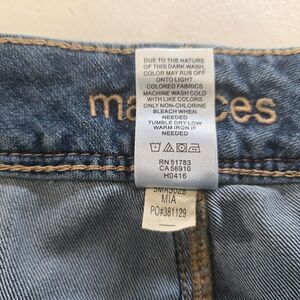 DUE TO THE NATURE
OF THIS DARK WASH,
COLOR MAY RUB OFF
ONTO LIGHT
COLORED FABRICS
MACHINE WASH COLD
WITH LIKE COLORS
ONLY NON-CHLORINE
BLEACH WHEN
NEEDED
TUMBLE DRY LOW
WARM IRON IF
NEEDED
RN 51783
CA 56910
H0416
SMA3028
MIA
PO#381129
ma ces